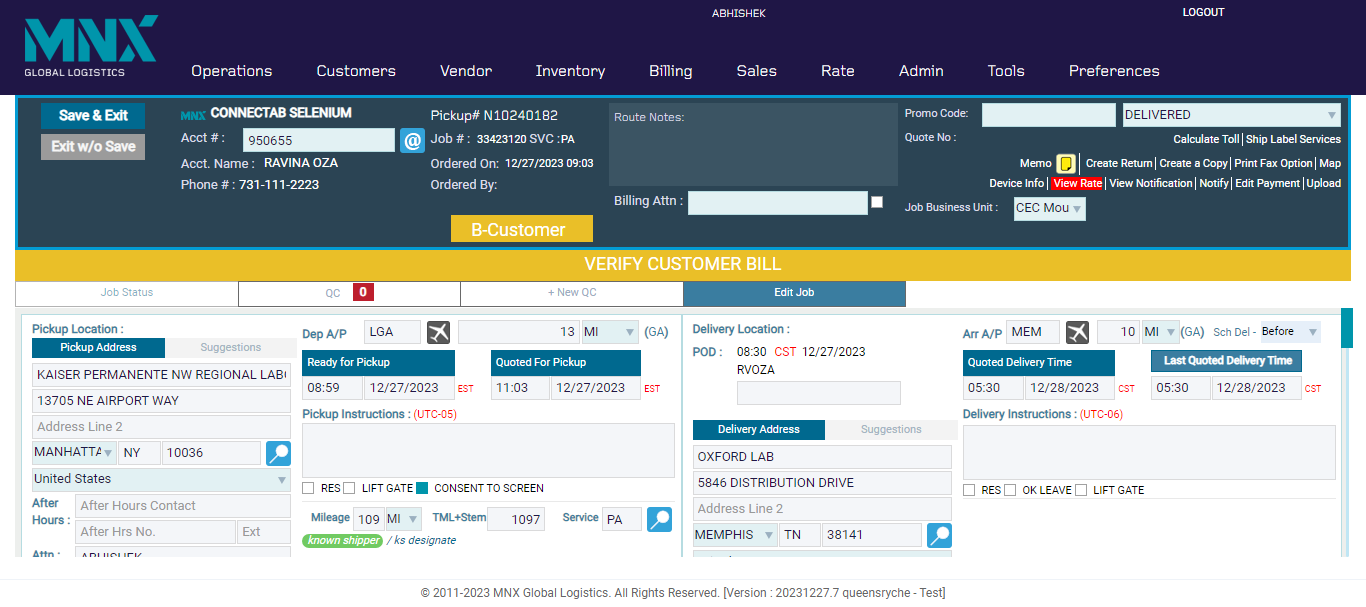 ABHISHEK
LOGOUT
MNX
GLOBAL LOGISTICS
Operations Customers Vendor Inventory Billing Sales Rate Admin Tools Preferences
Save & Exit
Exit w/o Save
MNX CONNECTAB SELENIUM
Acct # : 950655 @
Acct. Name : RAVINA OZA
Phone # : 731-111-2223
Pickup# N10240182
Job # : 33423120 SVC :PA
Ordered On: 12/27/2023 09:03
Ordered By:
B-Customer
Route Notes:
Billing Attn :
Promo Code: DELIVERED
Quote No :
Calculate Toll| Ship Label Services
Memo | Create Return| Create a Copy| Print Fax Option| Map
Device Info| View Rate| View Notification| Notify| Edit Payment| Upload
Job Business Unit : CEC Mou
VERIFY CUSTOMER BILL
Job Status QC 0 + New QC Edit Job
Pickup Location :
Pickup Address Suggestions
KAISER PERMANENTE NW REGIONAL LAB
13705 NE AIRPORT WAY
Address Line 2
MANHATTA NY 10036
United States
After Hours : After Hours Contact
After Hrs No. Ext
Attn : ABHISHEK
Dep A/P LGA 13 MI (GA)
Ready for Pickup Quoted For Pickup
08:59 12/27/2023 EST 11:03 12/27/2023 EST
Pickup Instructions : (UTC-05)
RES LIFT GATE CONSENT TO SCREEN
Mileage 109 MI TML+Stem 1097 Service PA
known shipper / ks designate
Delivery Location :
POD : 08:30 CST 12/27/2023
RVOZA
Delivery Address Suggestions
OXFORD LAB
5846 DISTRIBUTION DRIVE
Address Line 2
MEMPHIS TN 38141
Arr A/P MEM 10 MI (GA) Sch Del - Before
Quoted Delivery Time Last Quoted Delivery Time
05:30 12/28/2023 CST 05:30 12/28/2023 CST
Delivery Instructions : (UTC-06)
RES OK LEAVE LIFT GATE
© 2011-2023 MNX Global Logistics. All Rights Reserved. [Version : 20231227.7 queensryche - Test]